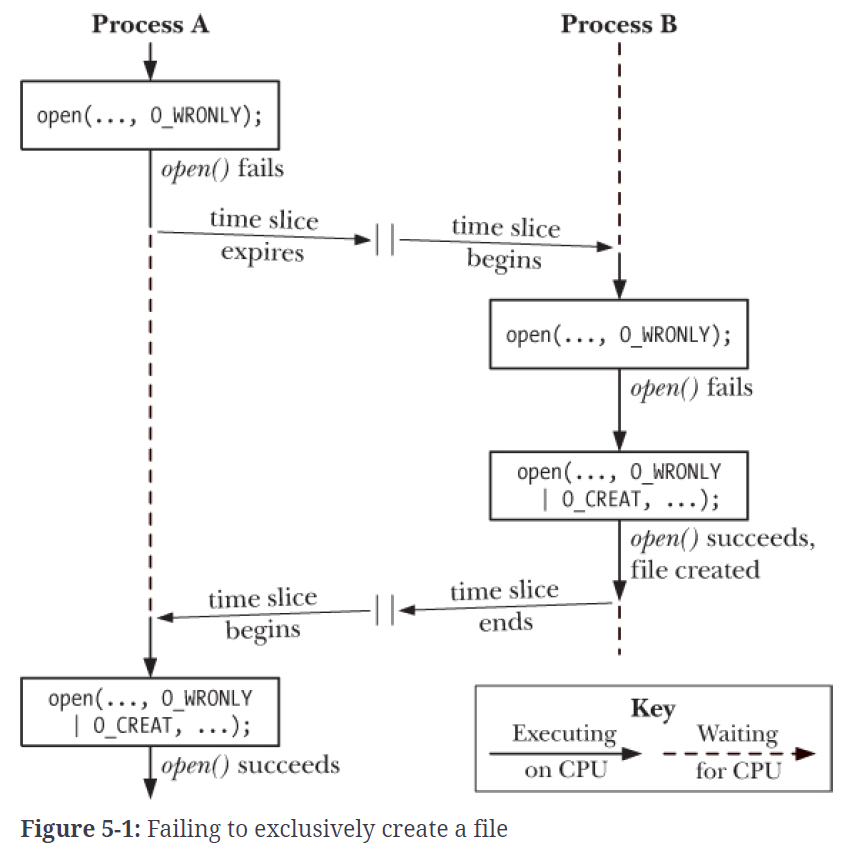 Process A
Process B
open(..., O_WRONLY);
open() fails
time slice
expires
time slice
begins
open(..., O_WRONLY);
open() fails
open(..., O_WRONLY
| O_CREAT, ...);
open() succeeds,
file created
time slice
ends
time slice
begins
open(..., O_WRONLY
| O_CREAT, ...);
open() succeeds
Key
Executing
on CPU
Waiting
for CPU
Figure 5-1: Failing to exclusively create a file